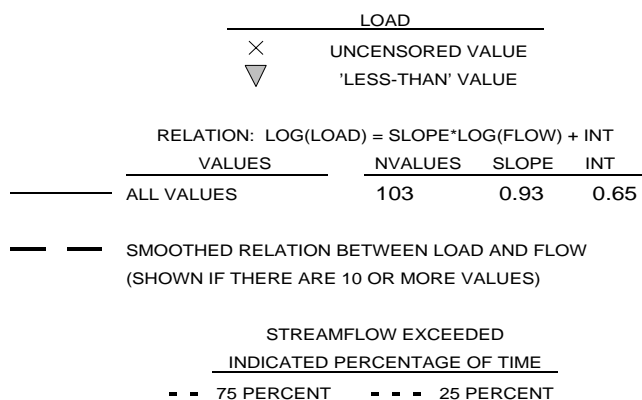 LOAD
UNCENSORED VALUE
'LESS-THAN' VALUE
RELATION: LOG(LOAD) = SLOPE*LOG(FLOW) + INT
VALUES NVALUES SLOPE INT
ALL VALUES 103 0.93 0.65
SMOOTHED RELATION BETWEEN LOAD AND FLOW
(SHOWN IF THERE ARE 10 OR MORE VALUES)
STREAMFLOW EXCEEDED
INDICATED PERCENTAGE OF TIME
75 PERCENT 25 PERCENT